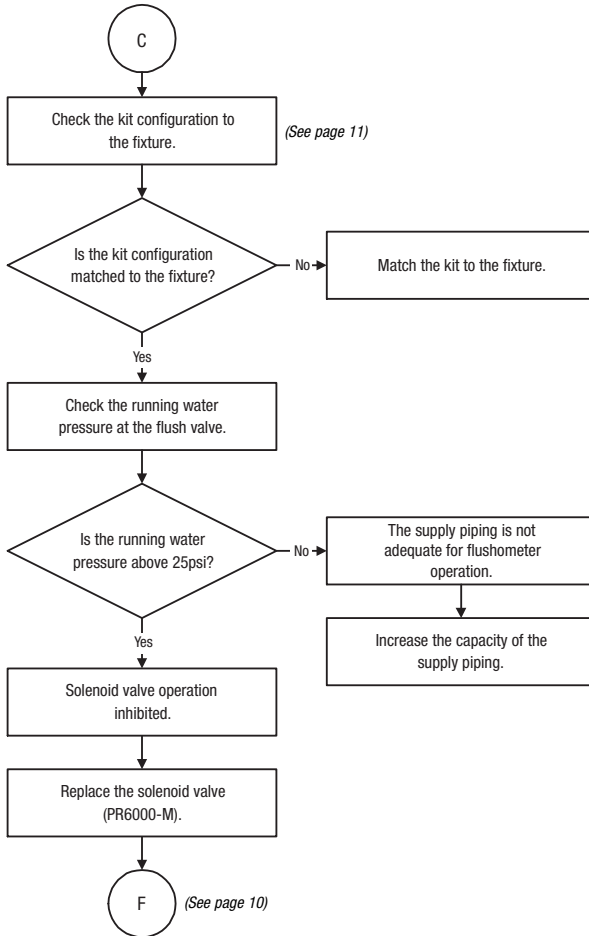 C
Check the kit configuration to
the fixture.
(See page 11)
Is the kit configuration
matched to the fixture?
No
Match the kit to the fixture.
Yes
Check the running water
pressure at the flush valve.
Is the running water
pressure above 25psi?
No
The supply piping is not
adequate for flushometer
operation.
Increase the capacity of the
supply piping.
Yes
Solenoid valve operation
inhibited.
Replace the solenoid valve
(PR6000-M).
F
(See page 10)